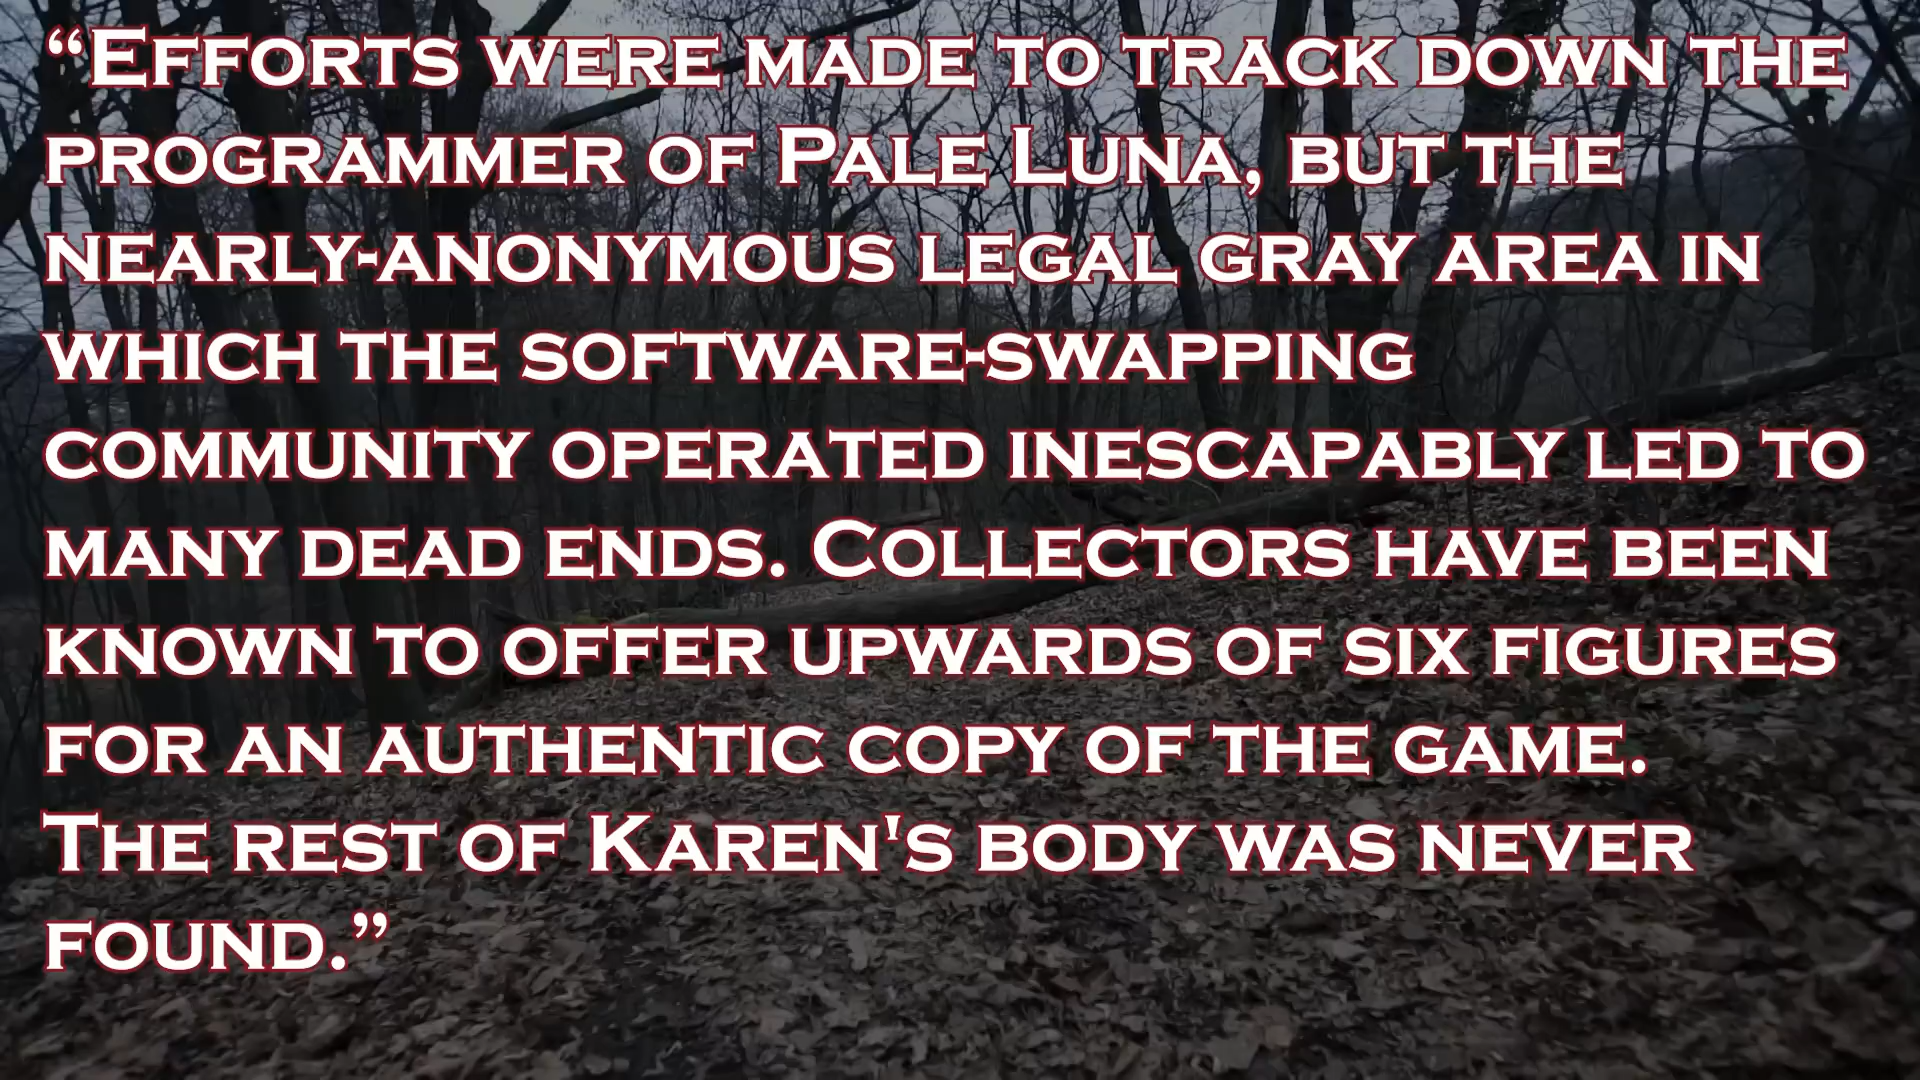 “Efforts were made to track down the
programmer of Pale Luna, but the
nearly-anonymous legal gray area in
which the software-swapping
community operated inescapably led to
many dead ends. Collectors have been
known to offer upwards of six figures
for an authentic copy of the game.
The rest of Karen's body was never
found.”